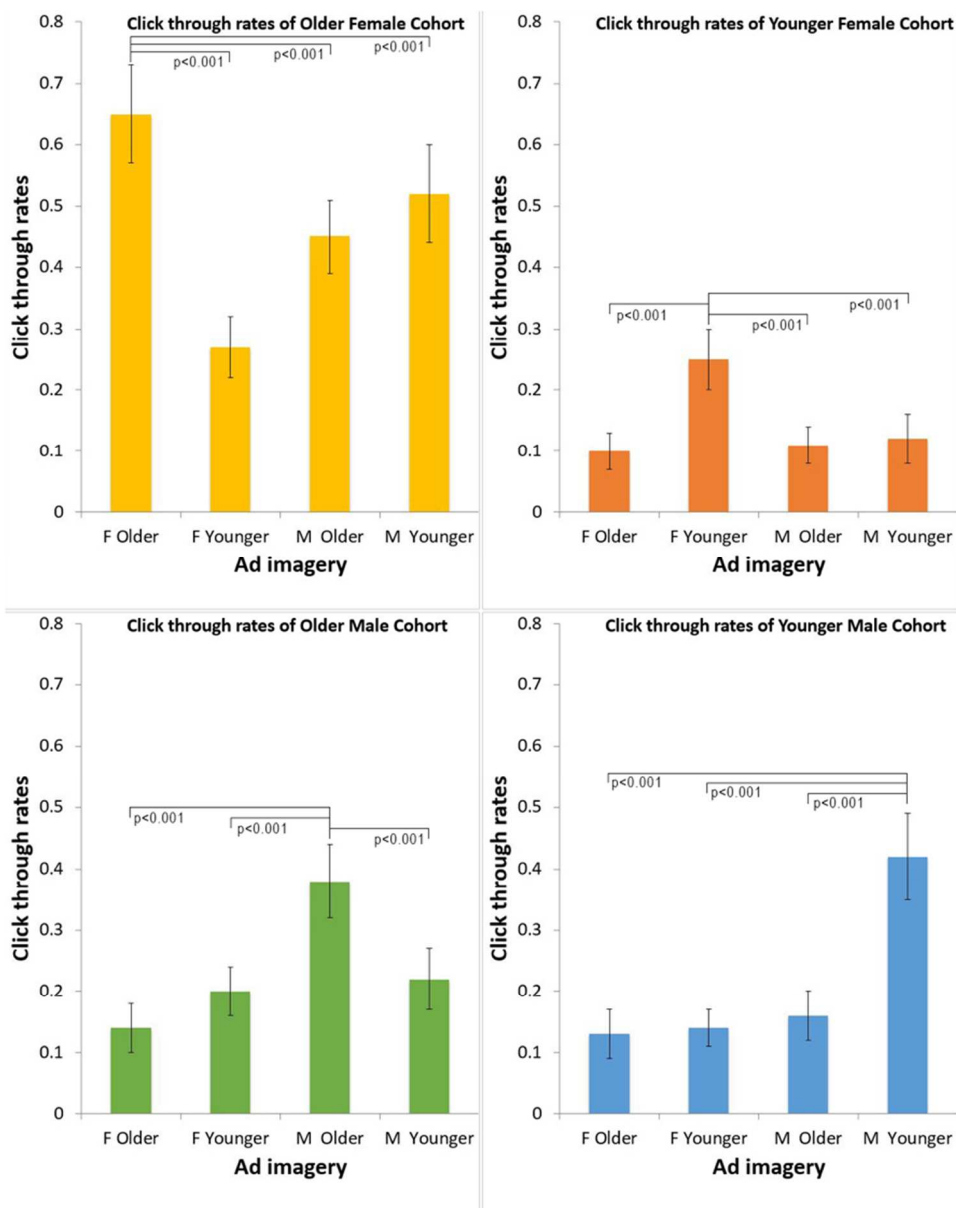 Click through rates of Older Female Cohort
0.8
0.7
0.6
0.5
0.4
0.3
0.2
0.1
0
Click through rates
p<0.001
p<0.001
p<0.001
F Older
F Younger
M Older
M Younger
Ad imagery
Click through rates of Younger Female Cohort
0.8
0.7
0.6
0.5
0.4
0.3
0.2
0.1
0
Click through rates
p<0.001
p<0.001
p<0.001
F Older
F Younger
M Older
M Younger
Ad imagery
Click through rates of Older Male Cohort
0.8
0.7
0.6
0.5
0.4
0.3
0.2
0.1
0
Click through rates
p<0.001
p<0.001
p<0.001
F Older
F Younger
M Older
M Younger
Ad imagery
Click through rates of Younger Male Cohort
0.8
0.7
0.6
0.5
0.4
0.3
0.2
0.1
0
Click through rates
p<0.001
p<0.001
p<0.001
F Older
F Younger
M Older
M Younger
Ad imagery